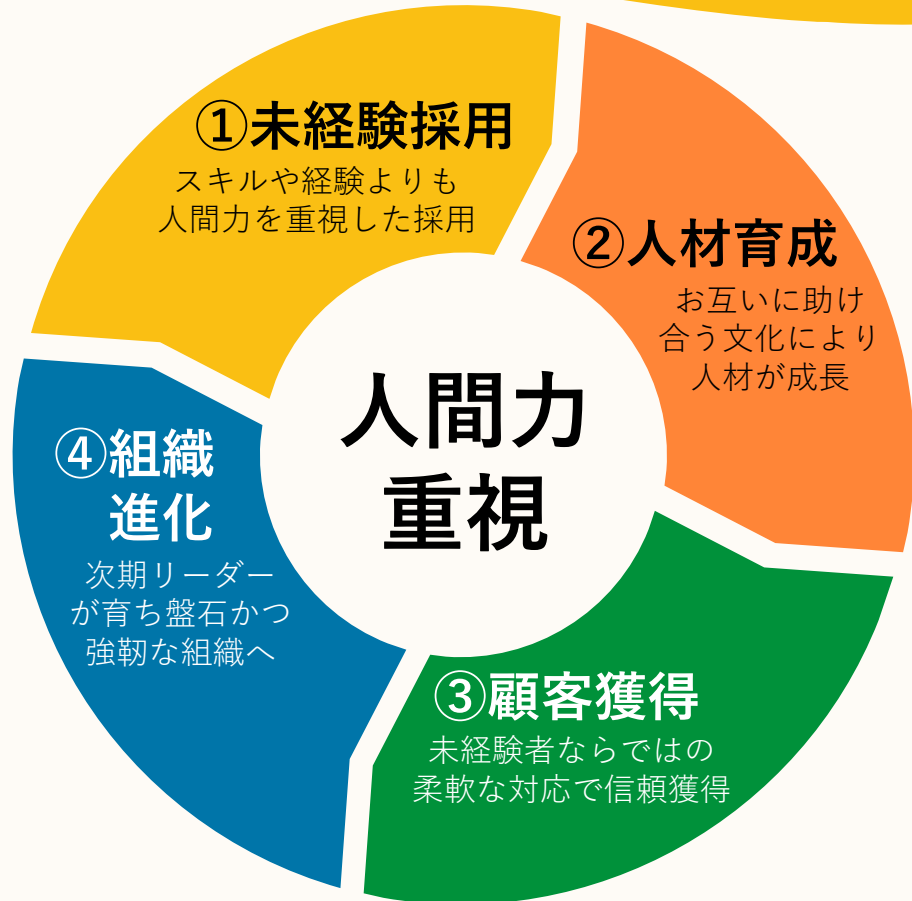 ①未経験採用
スキルや経験よりも
人間力を重視した採用
②人材育成
お互いに助け
合う文化により
人材が成長
人間力
重視
③顧客獲得
未経験者ならではの
柔軟な対応で信頼獲得
④組織
進化
次期リーダー
が育ち盤石かつ
強靭な組織へ